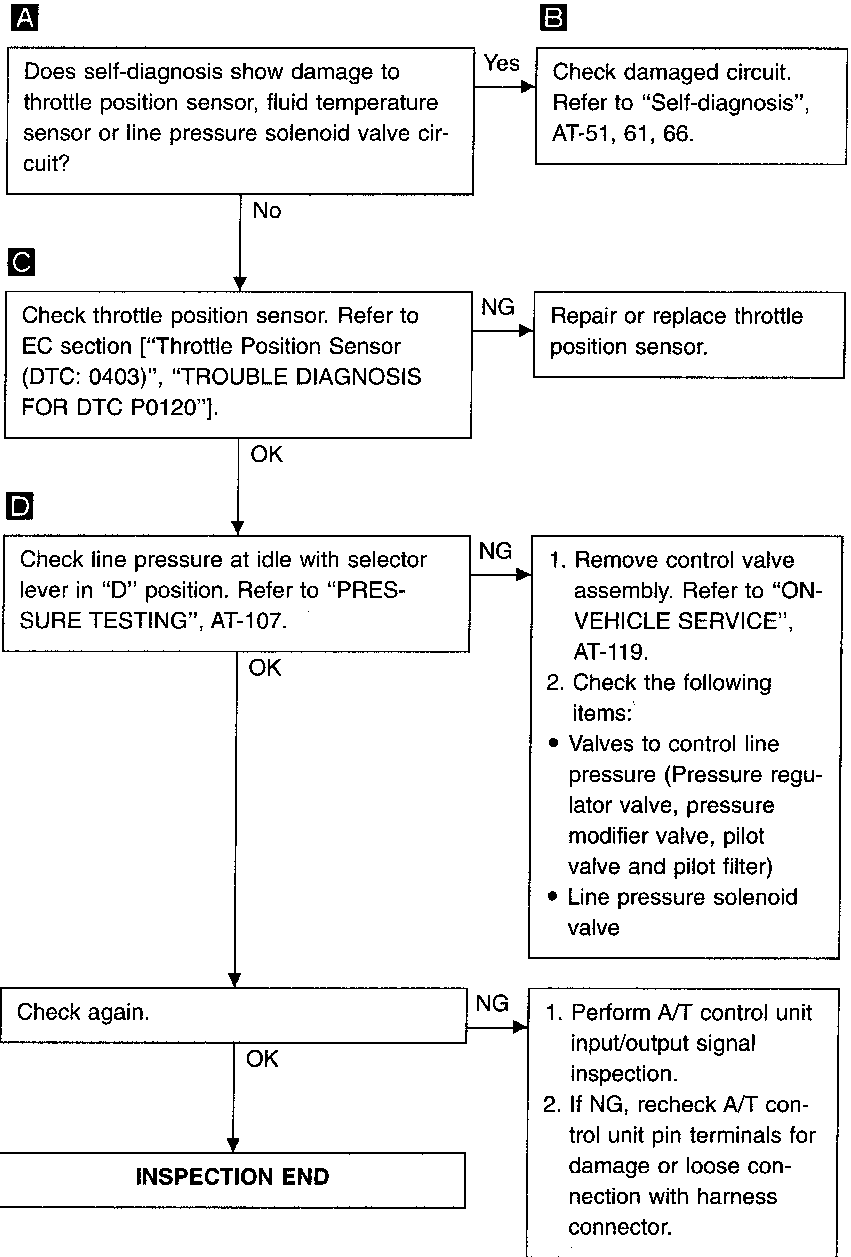 A
B
Does self-diagnosis show damage to
throttle position sensor, fluid temperature
sensor or line pressure solenoid valve cir-
cuit?
Yes
Check damaged circuit.
Refer to “Self-diagnosis”,
AT-51, 61, 66.
No
C
Check throttle position sensor. Refer to
EC section [“Throttle Position Sensor
(DTC: 0403)”, “TROUBLE DIAGNOSIS
FOR DTC P0120”].
NG
Repair or replace throttle
position sensor.
OK
D
Check line pressure at idle with selector
lever in “D” position. Refer to “PRES-
SURE TESTING”, AT-107.
NG
1. Remove control valve
assembly. Refer to “ON-
VEHICLE SERVICE”,
AT-119.
2. Check the following
items:
• Valves to control line
pressure (Pressure regu-
lator valve, pressure
modifier valve, pilot
valve and pilot filter)
• Line pressure solenoid
valve
OK
Check again.
NG
1. Perform A/T control unit
input/output signal
inspection.
2. If NG, recheck A/T con-
trol unit pin terminals for
damage or loose con-
nection with harness
connector.
OK
INSPECTION END